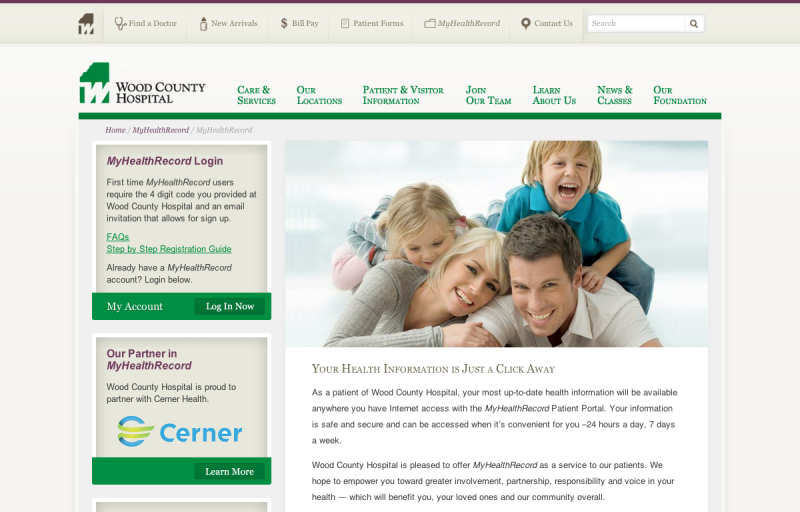 Find a Doctor
New Arrivals
Bill Pay
Patient Forms
MyHealthRecord
Contact Us
Search
WOOD COUNTY
HOSPITAL
CARE &
SERVICES
OUR
LOCATIONS
PATIENT & VISITOR
INFORMATION
JOIN
OUR TEAM
LEARN
ABOUT US
NEWS &
CLASSES
OUR
FOUNDATION
Home / MyHealthRecord / MyHealthRecord
MyHealthRecord Login
First time MyHealthRecord users
require the 4 digit code you provided at
Wood County Hospital and an email
invitation that allows for sign up.
FAQs
Step by Step Registration Guide
Already have a MyHealthRecord
account? Login below.
My Account
Log In Now
Our Partner in
MyHealthRecord
Wood County Hospital is proud to
partner with Cerner Health.
Cerner
Learn More
YOUR HEALTH INFORMATION IS JUST A CLICK AWAY
As a patient of Wood County Hospital, your most up-to-date health information will be available
anywhere you have Internet access with the MyHealthRecord Patient Portal. Your information
is safe and secure and can be accessed when it's convenient for you –24 hours a day, 7 days
a week.
Wood County Hospital is pleased to offer MyHealthRecord as a service to our patients. We
hope to empower you toward greater involvement, partnership, responsibility and voice in your
health — which will benefit you, your loved ones and our community overall.